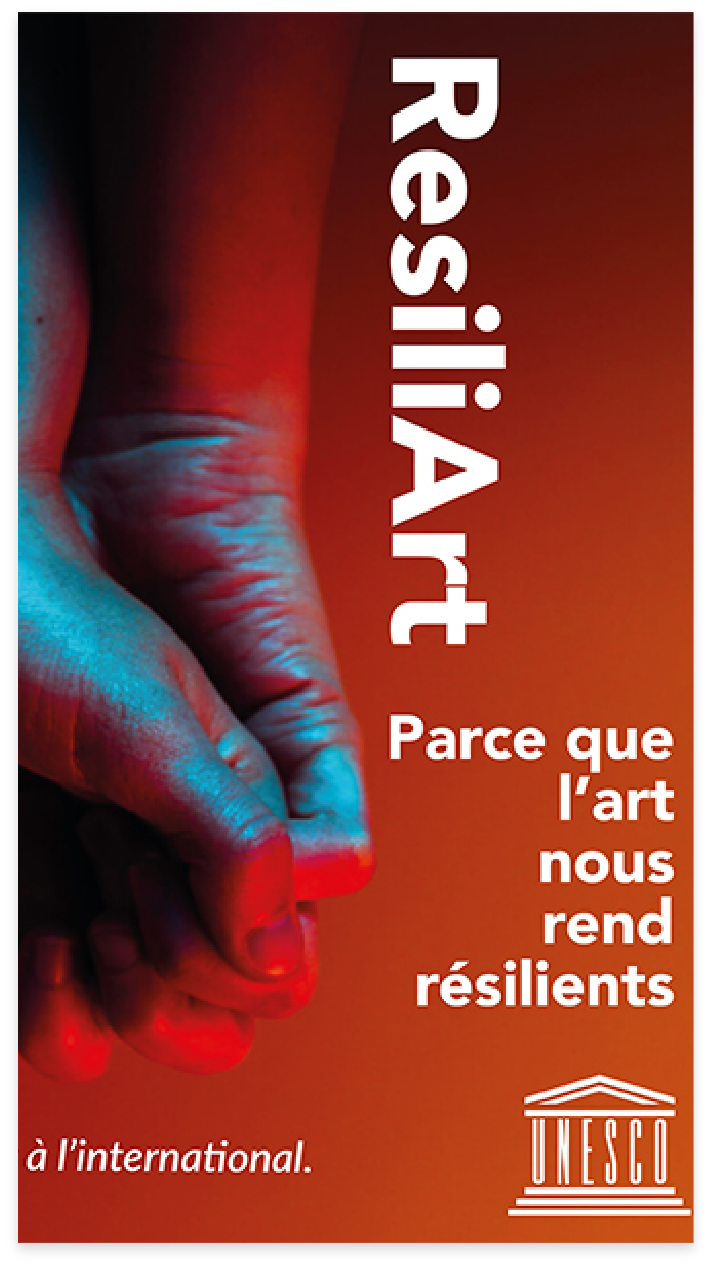 ResiliArt
Parce que
l’art
nous
rend
résilients
à l’international.
UNESCO